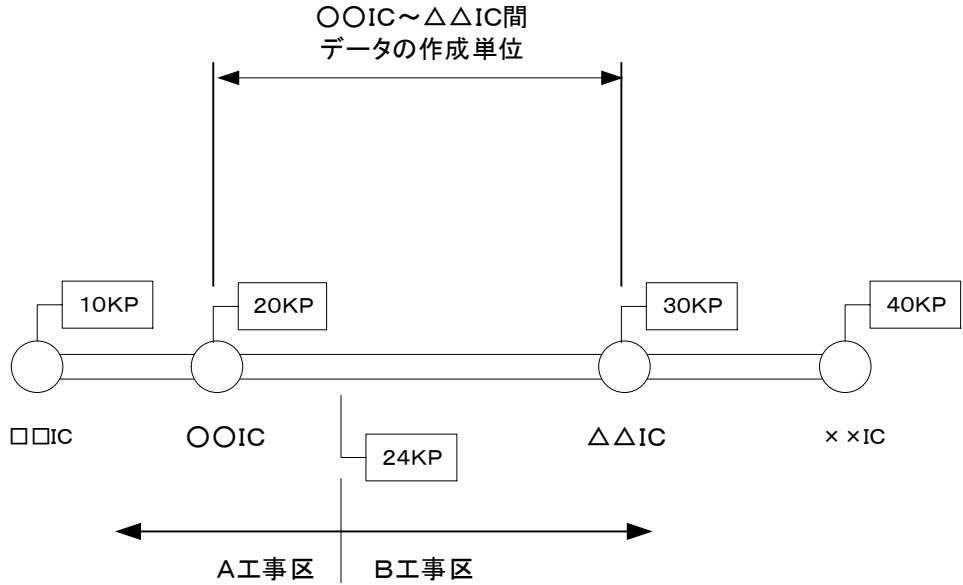 ○○IC～△△IC間
データの作成単位
10KP
20KP
30KP
40KP
□□IC
○○IC
△△IC
××IC
24KP
A工事区
B工事区